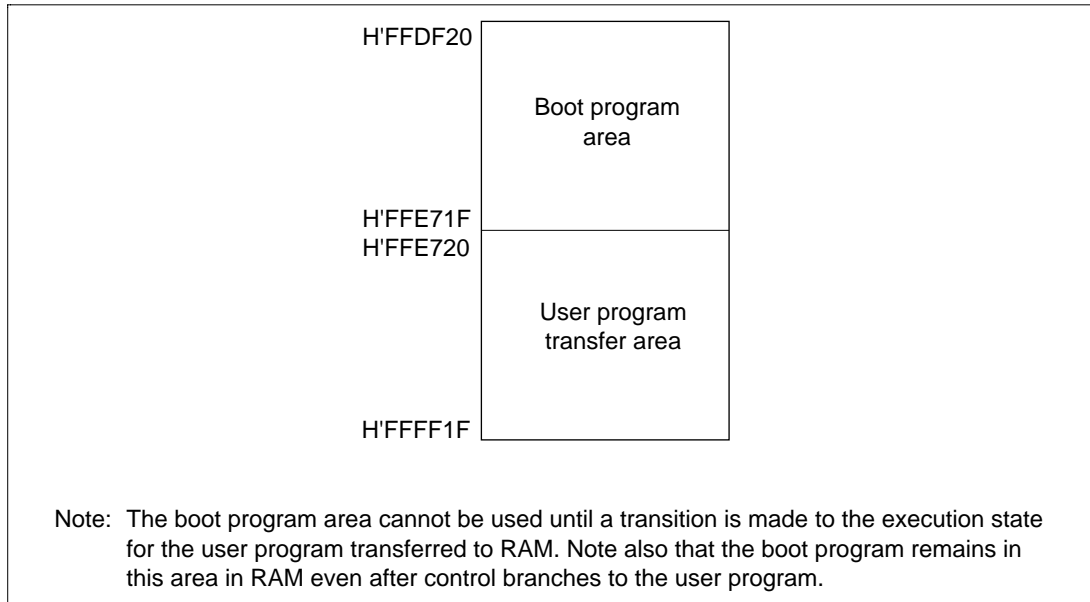 H'FFDF20
Boot program
area
H'FFE71F
H'FFE720
User program
transfer area
H'FFFF1F
Note: The boot program area cannot be used until a transition is made to the execution state
for the user program transferred to RAM. Note also that the boot program remains in
this area in RAM even after control branches to the user program.